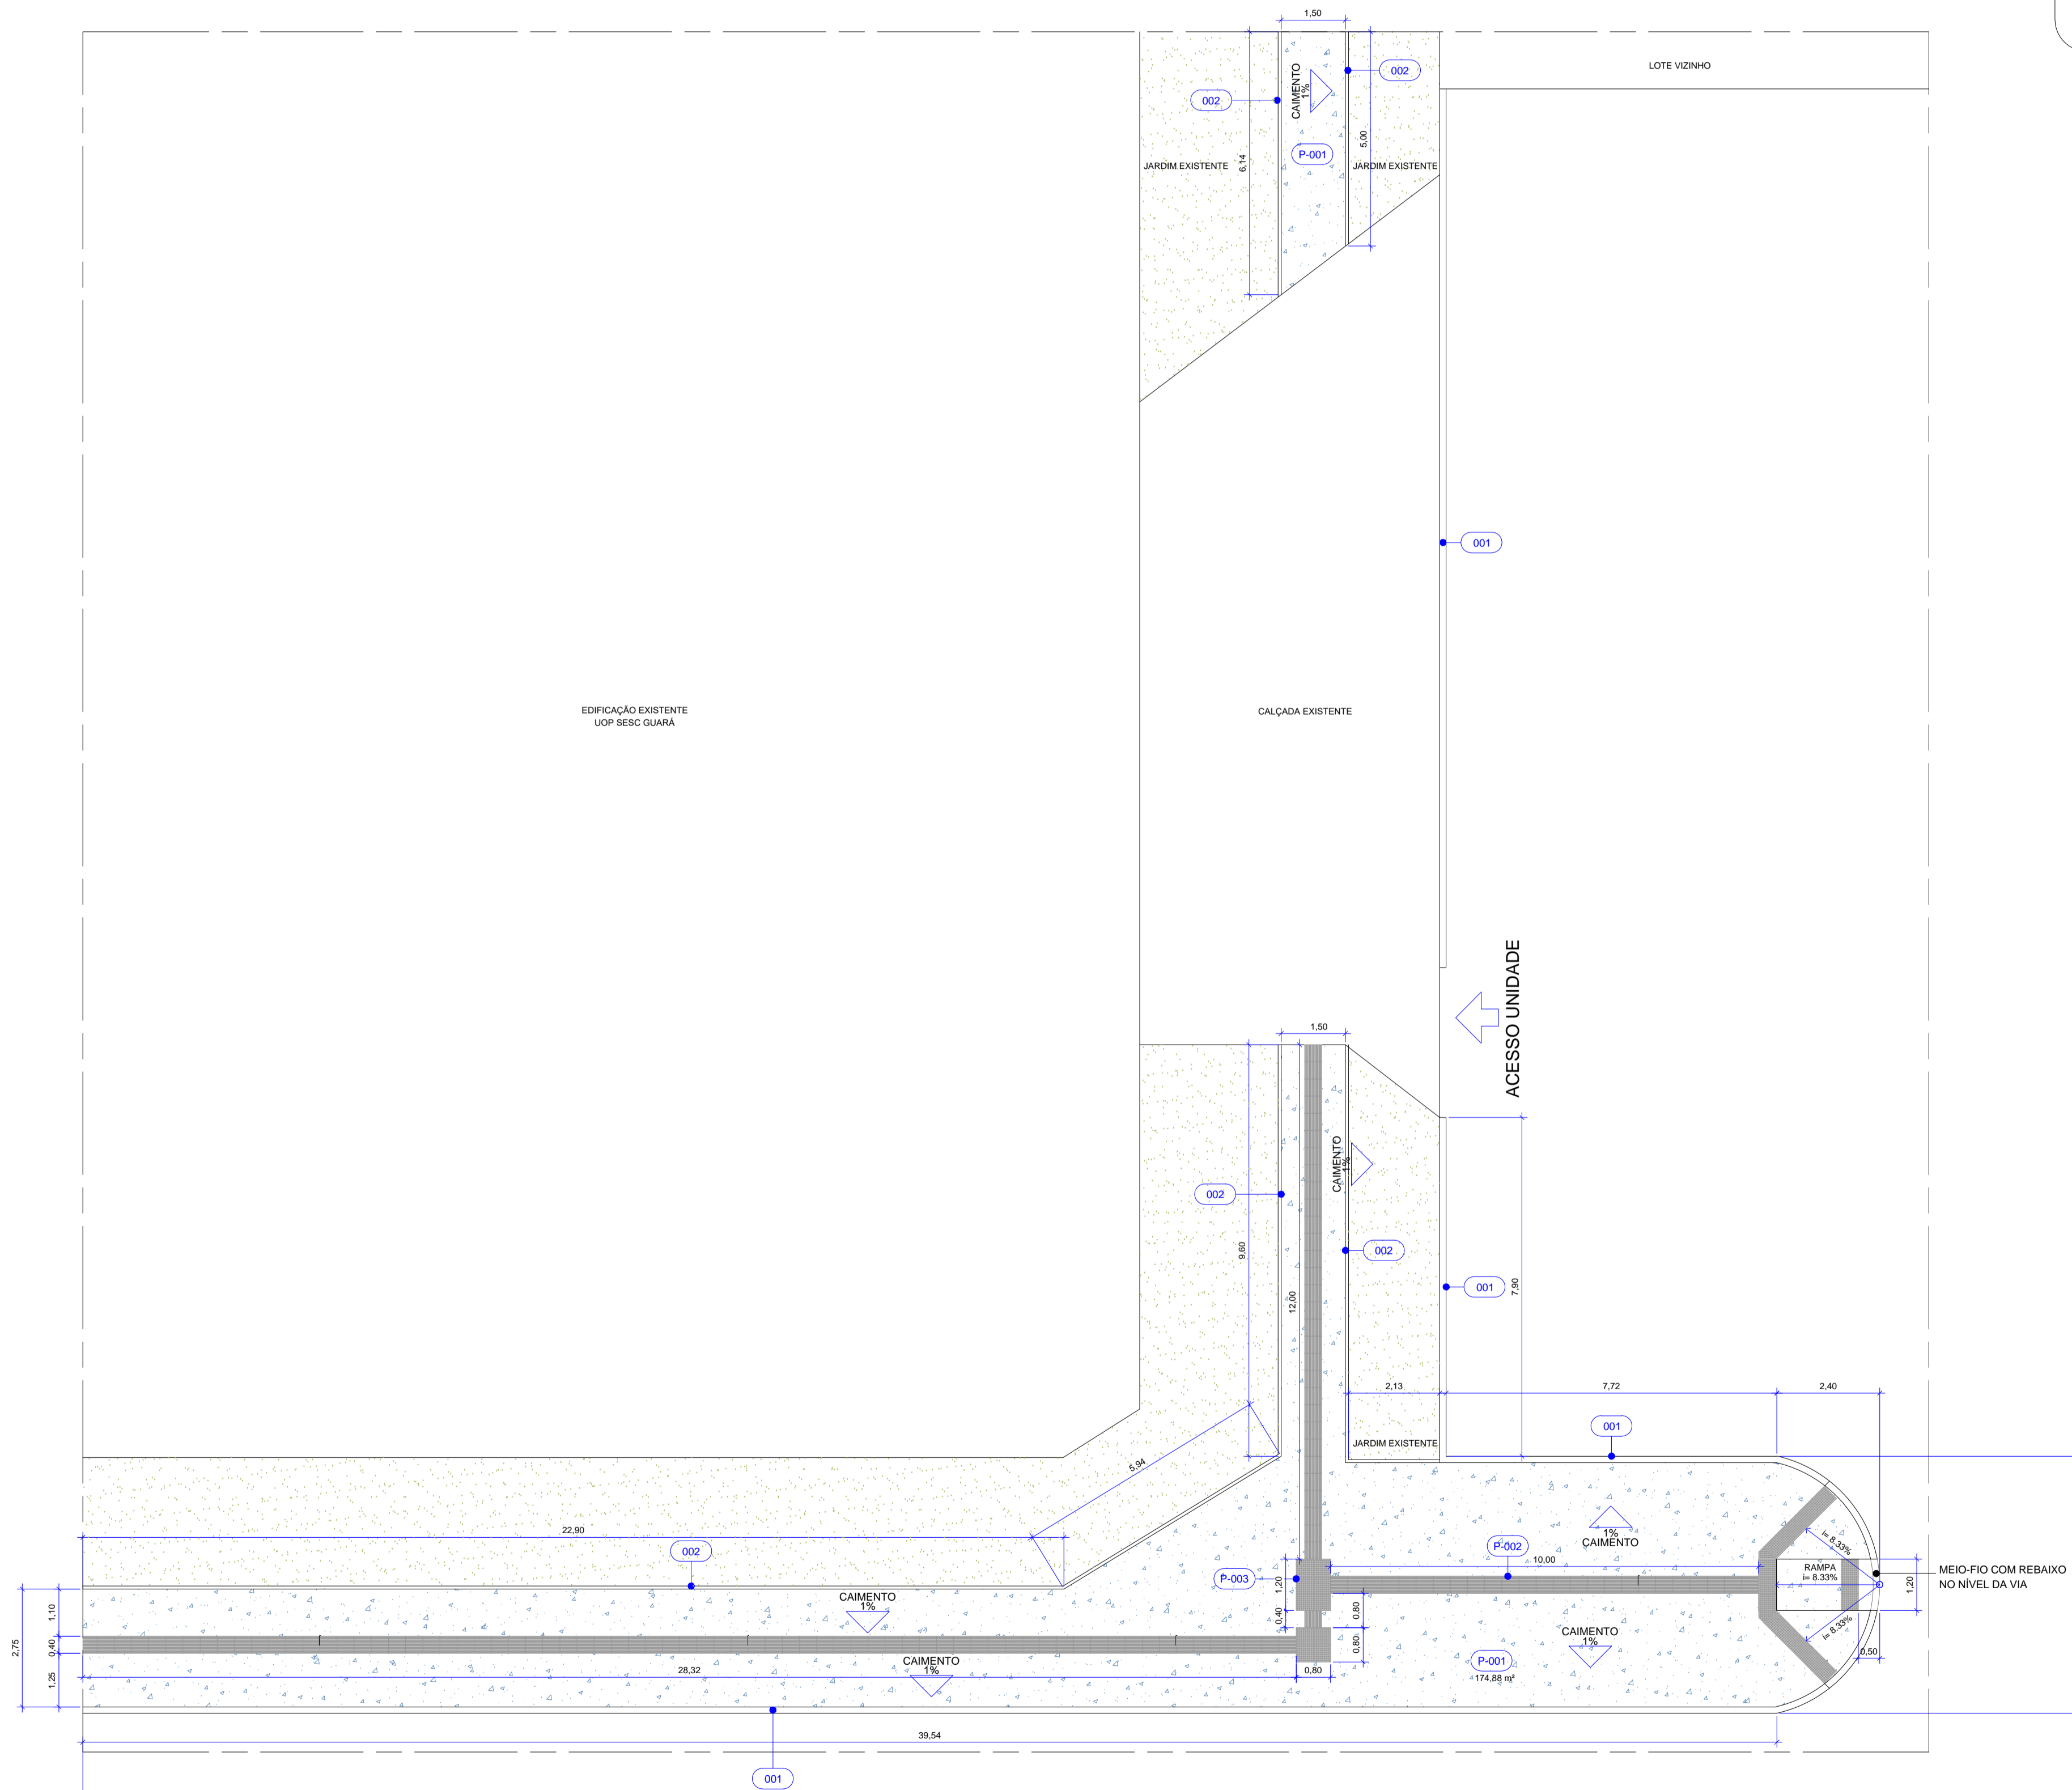 1,50
LOTE VIZINHO
002
002
CAIMENTO
1%
5,00
P-001
6,14
JARDIM EXISTENTE
JARDIM EXISTENTE
001
EDIFICAÇÃO EXISTENTE
UOP SESC GUARÁ
CALÇADA EXISTENTE
ACESSO UNIDADE
1,50
CAIMENTO
1%
002
002
9,60
12,00
001
7,90
2,13
7,72
2,40
001
JARDIM EXISTENTE
5,94
22,90
002
P-002
1%
CAIMENTO
i= 8.33%
10,00
RAMPA
i= 8.33%
MEIO-FIO COM REBAIXO
NO NÍVEL DA VIA
P-003
1,20
1,20
CAIMENTO
1%
1,10
0,40
0,80
i= 8.33%
CAIMENTO
1%
2,75
0,40
0,80
0,50
CAIMENTO
1%
P-001
174,88 m²
28,32
0,80
1,25
39,54
001